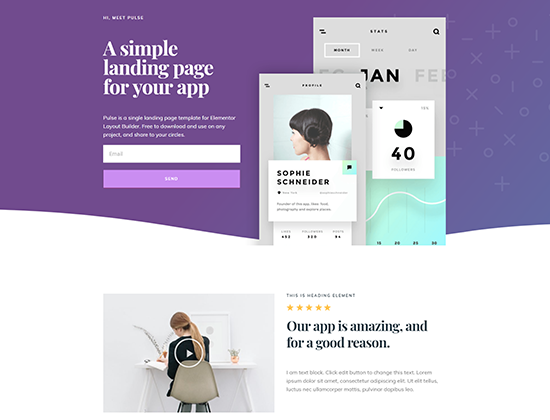 HI, MEET PULSE
A simple
landing page
for your app
Pulse is a single landing page template for Elementor
Layout Builder. Free to download and use on any
project, and share to your circles.
Email
SEND
STATS
MONTH WEEK DAY
JAN FEB
40
FOLLOWERS
15 20 25 30
PROFILE
SOPHIE
SCHNEIDER
New York
Founder of this app, likes food,
photography and explore places
LIKES FOLLOWERS POSTS
THIS IS HEADING ELEMENT
Our app is amazing, and
for a good reason.
I am text block. Click edit button to change this text. Lorem
ipsum dolor sit amet, consectetur adipiscing elit. Ut elit tellus,
luctus nec ullamcorper mattis, pulvinar dapibus leo.